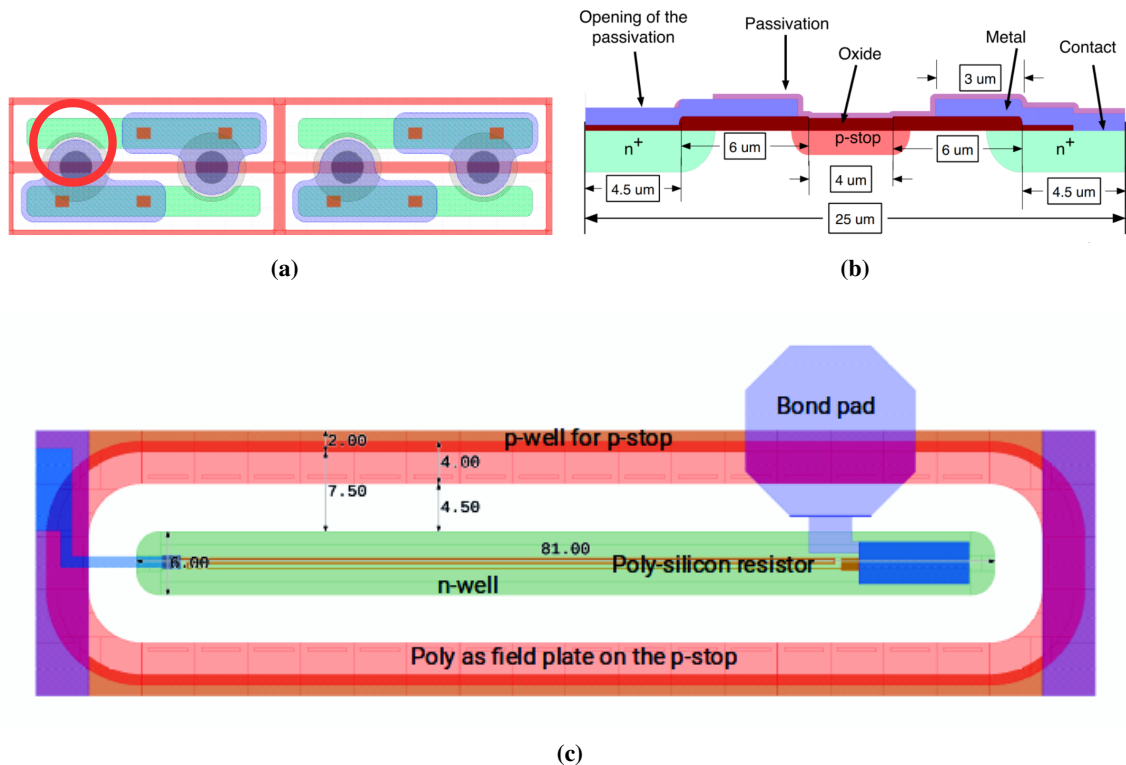 Opening of the
passivation
Passivation
Oxide
Metal
Contact
3 um
n+
6 um
p-stop
6 um
n+
4.5 um
4 um
4.5 um
25 um
(a)
(b)
Bond pad
2.00
p-well for p-stop
4.00
7.50
4.50
81.00
6.00
Poly-silicon resistor
n-well
Poly as field plate on the p-stop
(c)